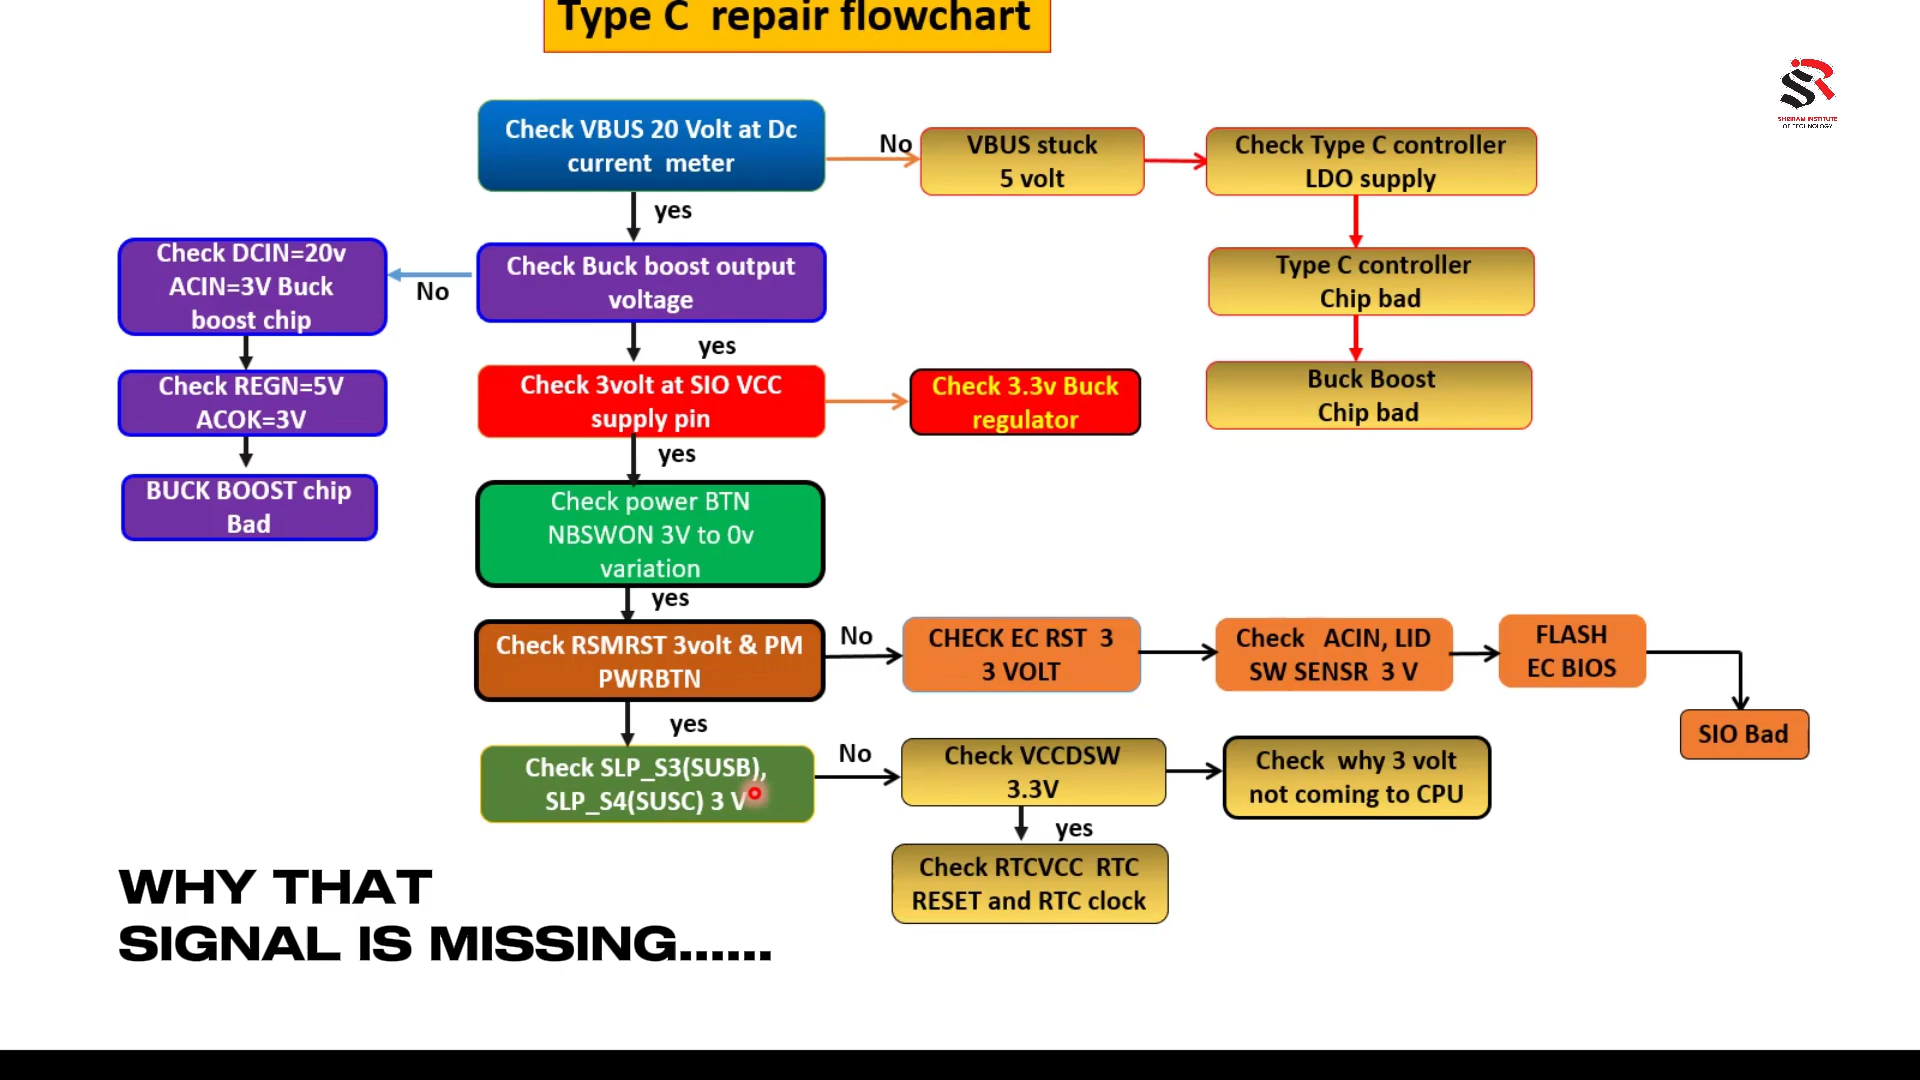 Type C repair flowchart
SHRIRAM INSTITUTE
OF TECHNOLOGY
Check VBUS 20 Volt at Dc
current meter
No
VBUS stuck
5 volt
Check Type C controller
LDO supply
yes
Check DCIN=20v
ACIN=3V Buck
boost chip
No
Check Buck boost output
voltage
Type C controller
Chip bad
yes
Check REGN=5V
ACOK=3V
Check 3volt at SIO VCC
supply pin
Check 3.3v Buck
regulator
Buck Boost
Chip bad
yes
BUCK BOOST chip
Bad
Check power BTN
NBSWON 3V to 0v
variation
yes
Check RSMRST 3volt & PM
PWRBTN
No
CHECK EC RST 3
3 VOLT
Check ACIN, LID
SW SENSR 3 V
FLASH
EC BIOS
SIO Bad
yes
Check SLP_S3(SUSB),
SLP_S4(SUSC) 3 V
No
Check VCCDSW
3.3V
Check why 3 volt
not coming to CPU
yes
Check RTCVCC RTC
RESET and RTC clock
WHY THAT
SIGNAL IS MISSING......